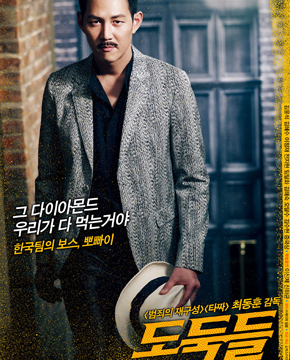 그 다이아몬드
우리가 다 먹는거야
한국팀의 보스, 뽀빠이
<범죄의 재구성><타짜> 최동훈 감독
도둑들